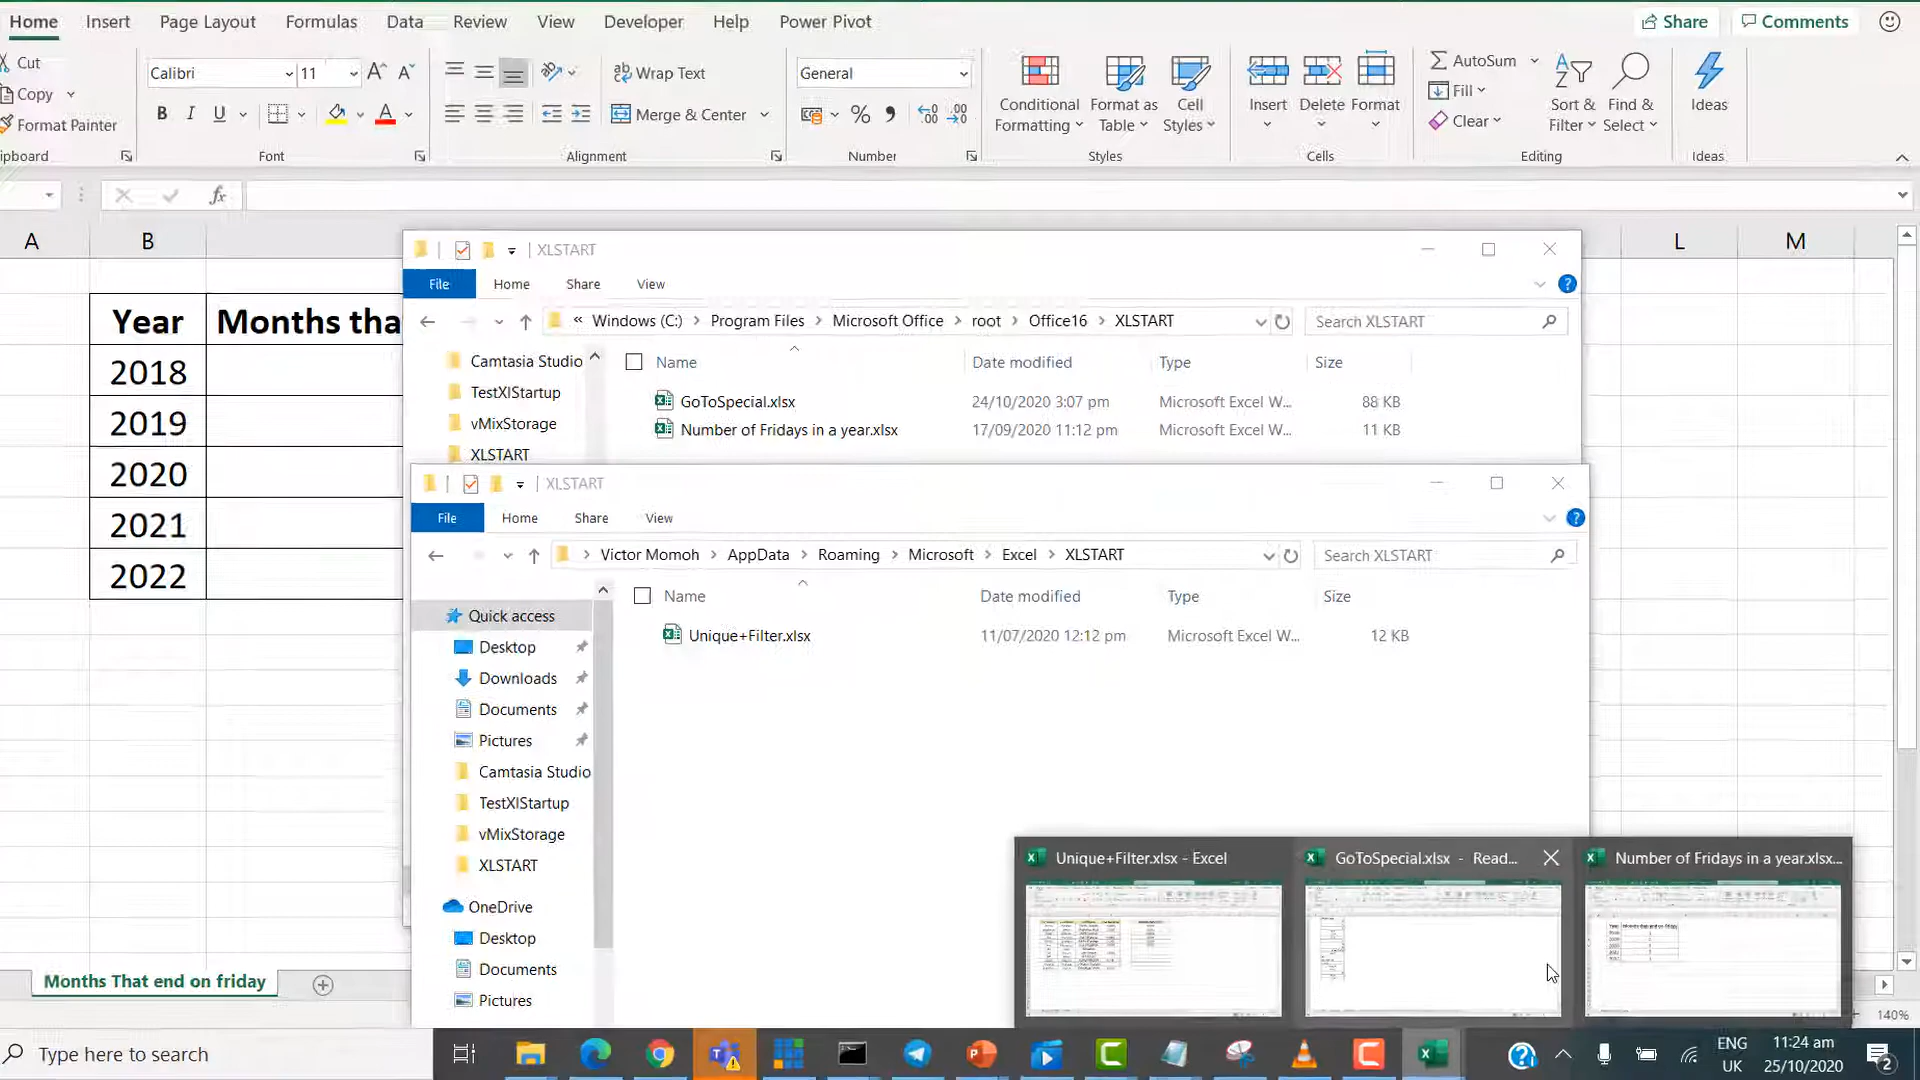 Home Insert Page Layout Formulas Data Review View Developer Help Power Pivot Share Comments
Cut
Copy
Format Painter
Calibri 11
B I U
Wrap Text
Merge & Center
General
%
Conditional Formatting
Format as Table
Cell Styles
Insert Delete Format
AutoSum
Fill
Clear
Sort & Filter
Find & Select
Ideas
Font Alignment Number Styles Cells Editing Ideas
fx
A B L M
Year Months tha
2018
2019
2020
2021
2022
XLSTART
File Home Share View
« Windows (C:) Program Files Microsoft Office root Office16 XLSTART Search XLSTART
Camtasia Studio
TestXlStartup
vMixStorage
XLSTART
Name Date modified Type Size
GoToSpecial.xlsx 24/10/2020 3:07 pm Microsoft Excel W... 88 KB
Number of Fridays in a year.xlsx 17/09/2020 11:12 pm Microsoft Excel W... 11 KB
XLSTART
File Home Share View
Victor Momoh AppData Roaming Microsoft Excel XLSTART Search XLSTART
Name Date modified Type Size
Unique+Filter.xlsx 11/07/2020 12:12 pm Microsoft Excel W... 12 KB
Quick access
Desktop
Downloads
Documents
Pictures
Camtasia Studio
TestXlStartup
vMixStorage
XLSTART
OneDrive
Desktop
Documents
Pictures
Unique+Filter.xlsx - Excel GoToSpecial.xlsx - Read... Number of Fridays in a year.xlsx...
Months That end on friday
140%
Type here to search
ENG
UK
11:24 am
25/10/2020
2